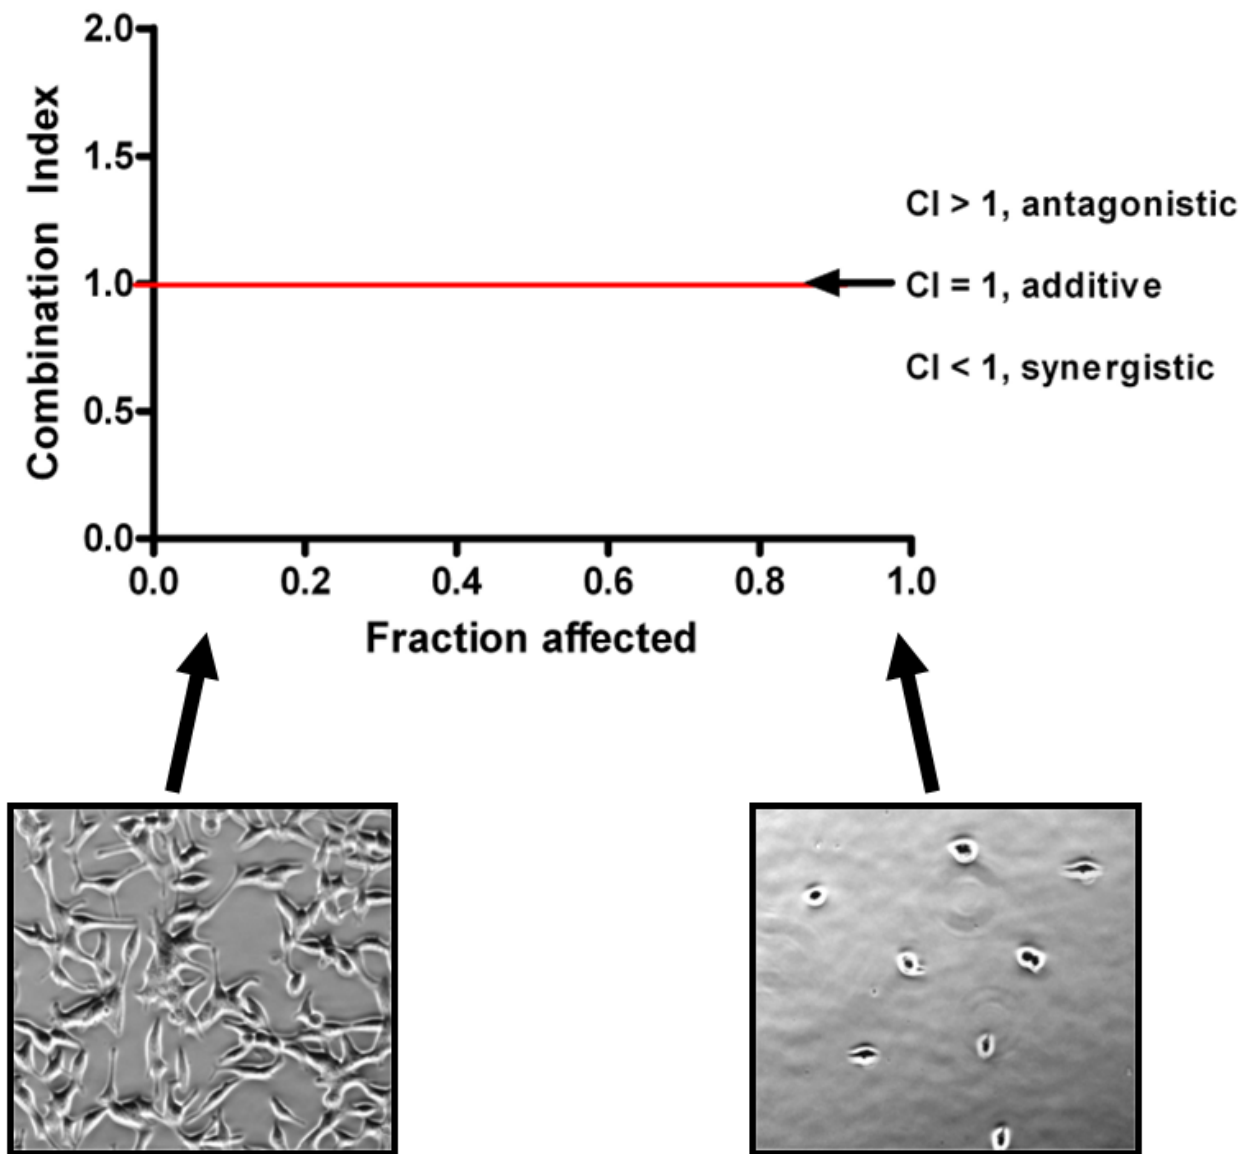 2.0
1.5
1.0
0.5
0.0
Combination Index
0.0 0.2 0.4 0.6 0.8 1.0
Fraction affected
CI > 1, antagonistic
CI = 1, additive
CI < 1, synergistic